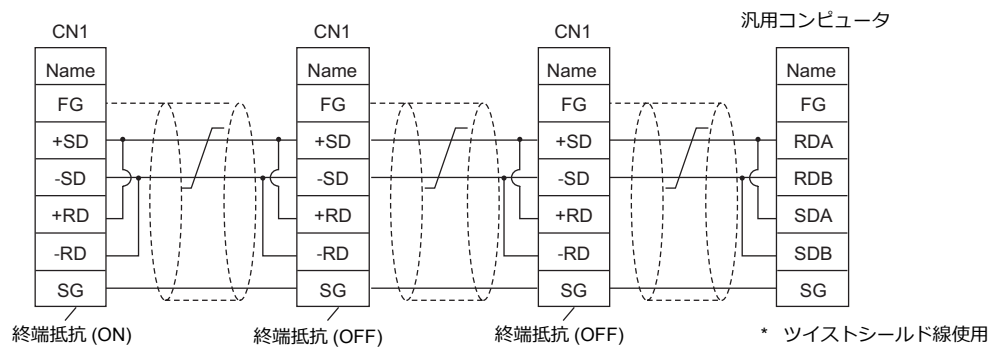 汎用コンピュータ
CN1 CN1 CN1
Name Name Name Name
FG FG FG FG
+SD +SD +SD RDA
-SD -SD -SD RDB
+RD +RD +RD SDA
-RD -RD -RD SDB
SG SG SG SG
終端抵抗 (ON) 終端抵抗 (OFF) 終端抵抗 (OFF) * ツイストシールド線使用